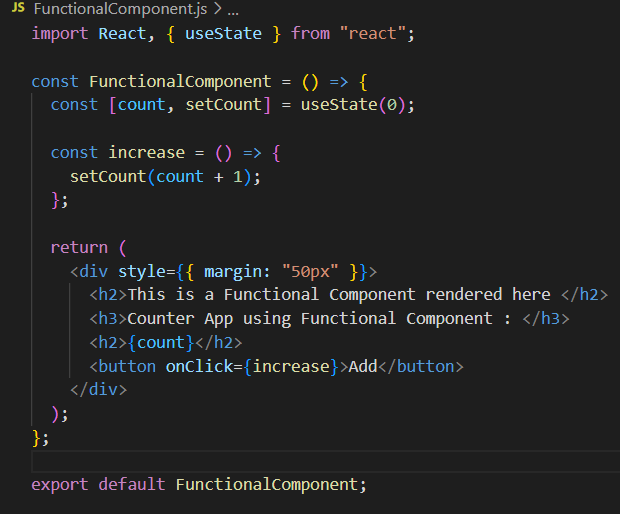 JS FunctionalComponent.js > ...
import React, { useState } from "react";
const FunctionalComponent = () => {
const [count, setCount] = useState(0);
const increase = () => {
setCount(count + 1);
};
return (
<div style={{ margin: "50px" }}>
<h2>This is a Functional Component rendered here </h2>
<h3>Counter App using Functional Component : </h3>
<h2>{count}</h2>
<button onClick={increase}>Add</button>
</div>
);
};
export default FunctionalComponent;